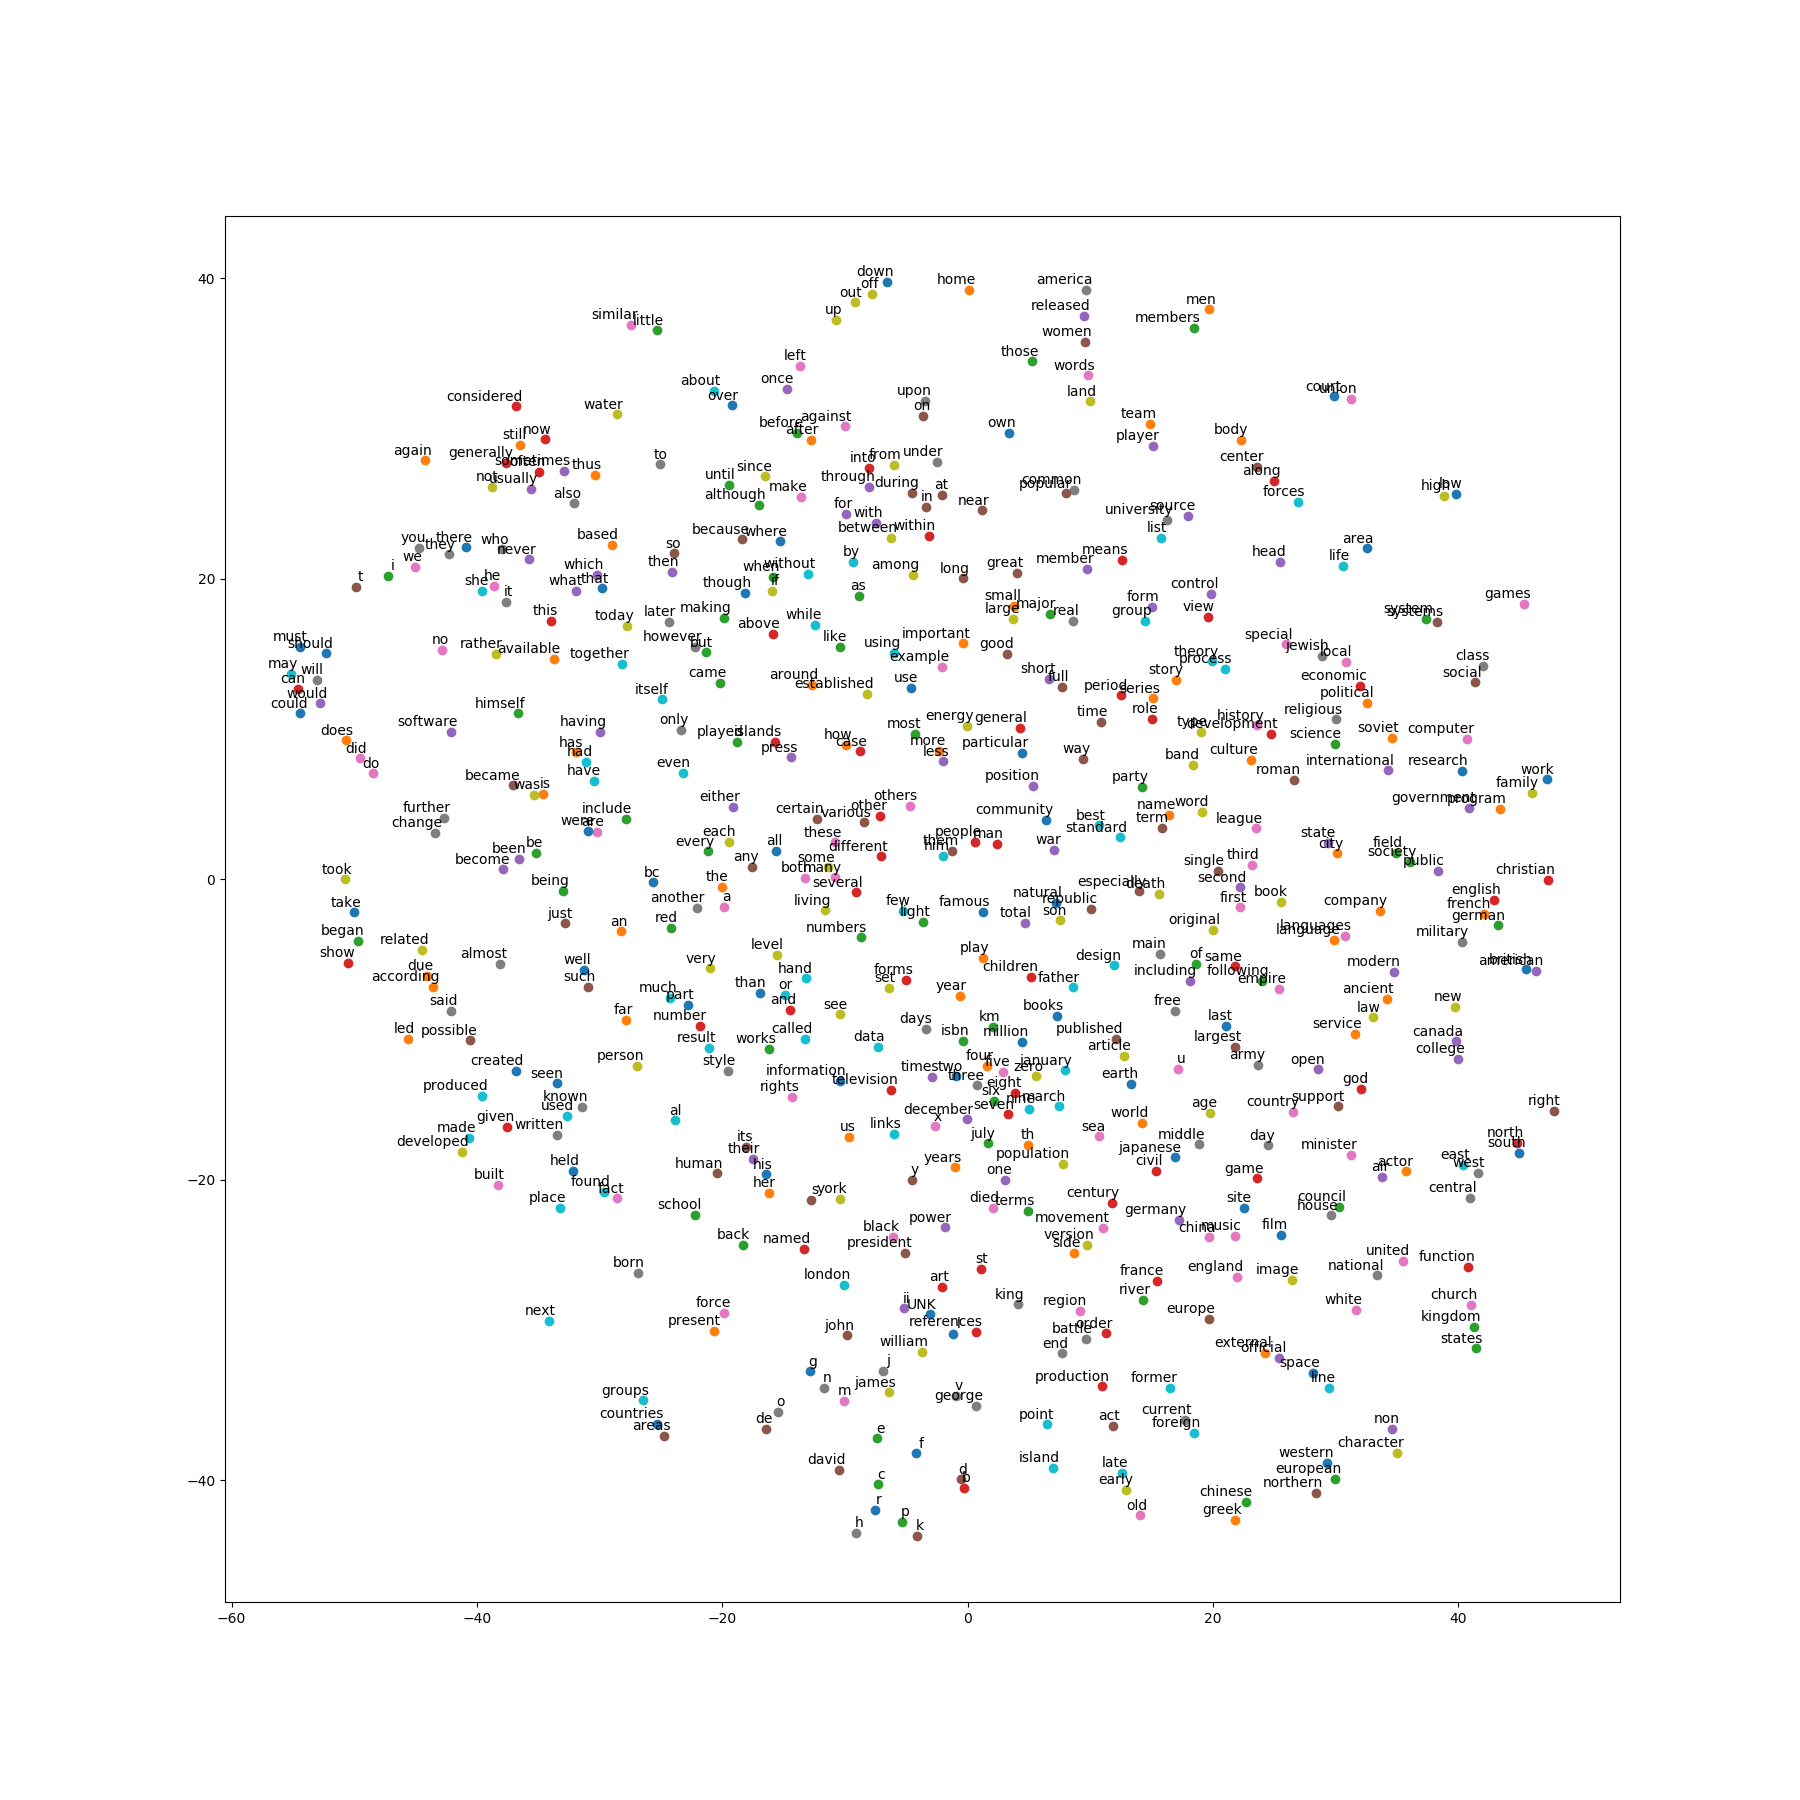 down
off
home
america
out
released
men
up
similar
little
members
women
those
left
words
about
once
land
court
union
over
considered
upon
water
on
before
against
team
own
after
body
still
now
player
again
generally
sometimes
often
thus
to
since
into
from
under
center
along
not
usually
until
through
during
at
common
popular
forces
high
law
also
although
make
for
in
near
with
university
source
you
there
who
based
because
where
between
within
list
area
they
never
so
we
i
which
then
when
without
by
means
member
head
life
t
she
he
what
that
though
if
among
long
great
control
it
as
small
form
games
this
today
later
making
above
while
large
major
real
group
view
system
systems
must
should
no
rather
available
together
however
but
like
using
important
good
special
jewish
local
may
will
came
example
theory
process
class
can
would
itself
around
established
use
short
full
story
economic
social
could
himself
period
series
political
does
software
having
only
played
islands
how
most
energy
general
time
role
type
history
development
religious
did
has
had
press
case
more
less
particular
way
band
culture
science
soviet
computer
do
have
even
roman
international
research
work
became
was
is
position
party
family
further
change
were
are
include
either
certain
various
other
others
community
best
name
word
government
program
standard
term
league
be
each
every
all
these
different
people
man
them
him
war
state
city
field
society
become
been
any
some
both
many
third
single
public
took
being
bc
the
several
especially
death
second
christian
take
another
a
living
few
light
famous
natural
republic
first
book
company
english
french
just
an
red
numbers
total
son
original
languages
language
german
began
military
show
related
almost
well
very
level
play
design
main
of
same
due
according
such
hand
forms
set
children
father
including
following
empire
modern
british
american
said
much
part
than
or
and
year
ancient
far
number
see
books
free
law
new
led
possible
result
works
called
data
days
isbn
km
million
published
last
largest
service
canada
created
person
style
information
times
two
four
five
zero
january
article
u
army
open
college
seen
television
three
eight
earth
produced
known
rights
six
nine
march
god
used
december
seven
age
country
support
right
given
al
x
world
made
written
links
us
july
th
sea
developed
its
their
japanese
middle
day
minister
north
south
held
human
his
years
population
civil
actor
east
west
built
found
fact
her
y
one
game
air
place
s
york
central
school
died
terms
century
site
council
house
power
movement
germany
back
named
black
president
version
side
china
music
film
born
st
united
function
london
art
france
england
image
national
force
ii
UNK
king
region
river
europe
white
church
next
present
references
l
battle
order
kingdom
john
william
end
external
official
states
g
j
space
n
james
production
former
line
groups
m
v
george
countries
o
point
act
current
foreign
non
areas
de
e
f
character
david
island
late
western
c
d
b
early
european
r
chinese
northern
p
old
greek
h
k
40
20
0
−20
−40
−60
−40
−20
0
20
40